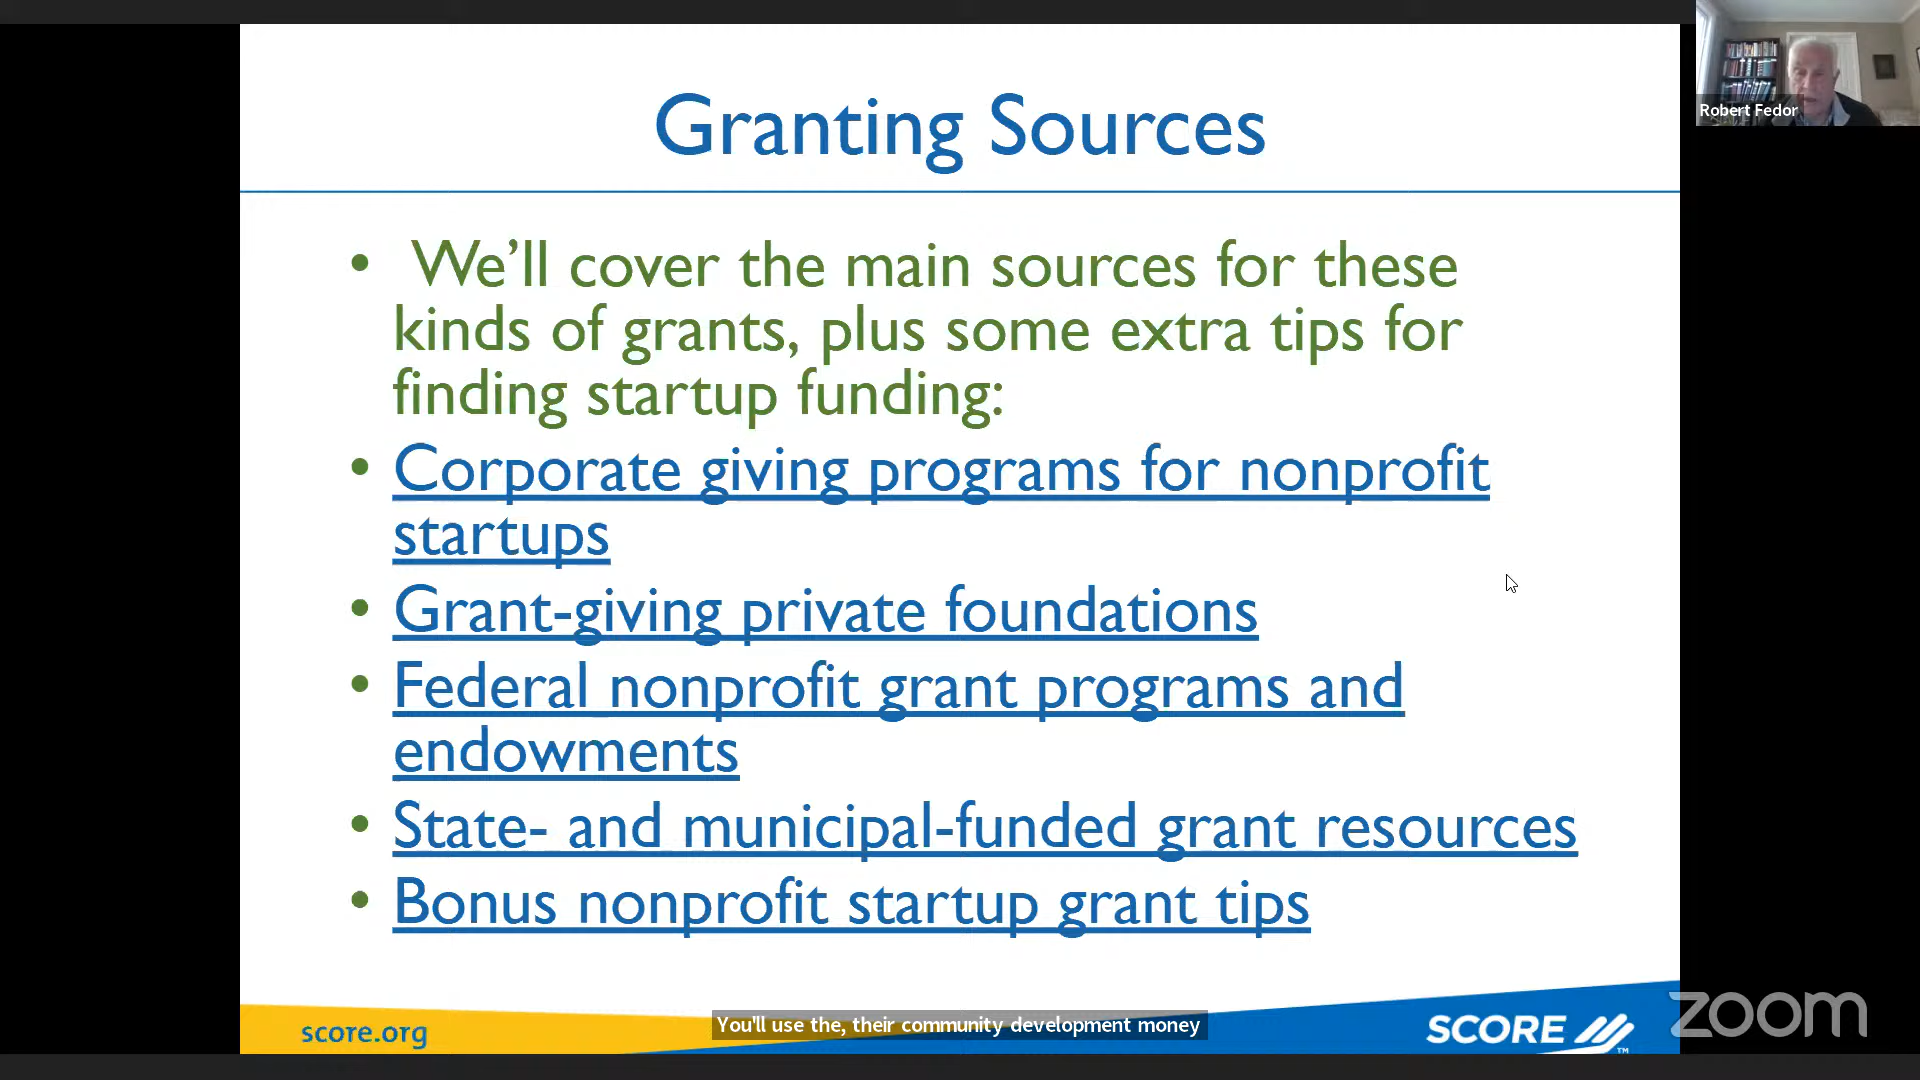 Robert Fedor
Granting Sources
• We’ll cover the main sources for these
kinds of grants, plus some extra tips for
finding startup funding:
• Corporate giving programs for nonprofit
startups
• Grant-giving private foundations
• Federal nonprofit grant programs and
endowments
• State- and municipal-funded grant resources
• Bonus nonprofit startup grant tips
score.org
You'll use the, their community development money
SCORE
TM
zoom